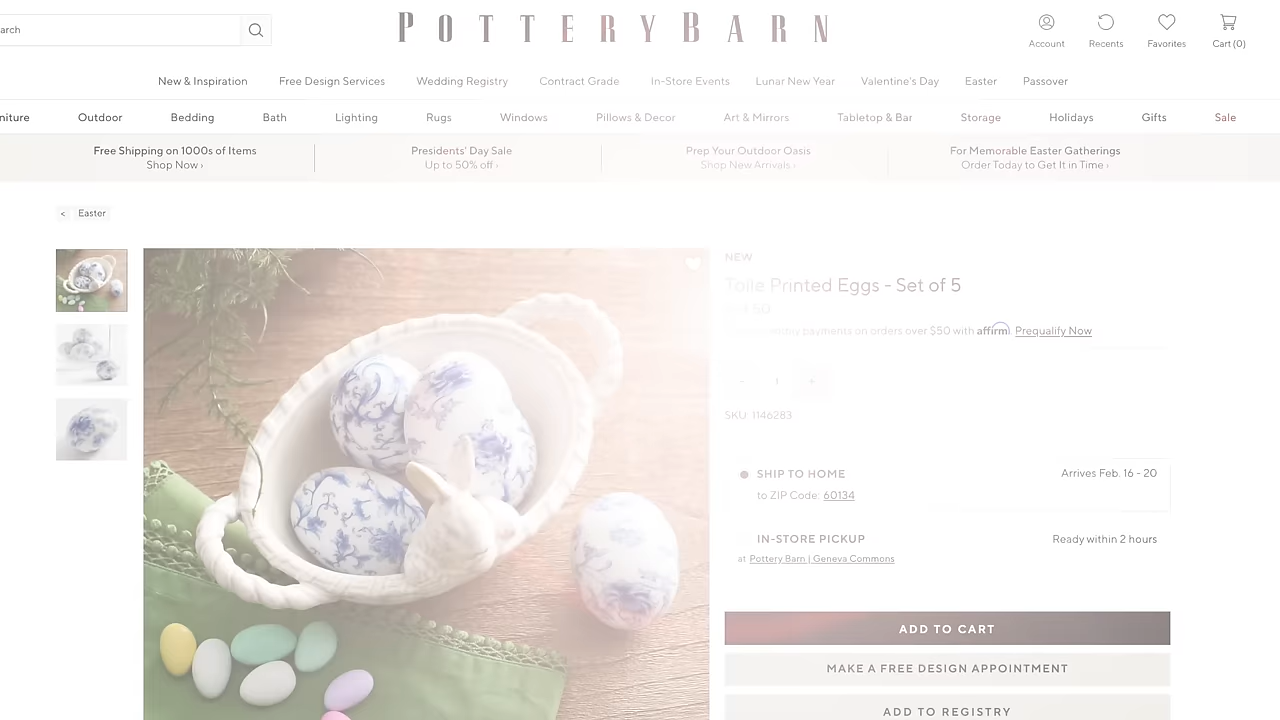 arch
POTTERY BARN
Account
Recents
Favorites
Cart (0)
New & Inspiration
Free Design Services
Wedding Registry
Contract Grade
In-Store Events
Lunar New Year
Valentine's Day
Easter
Passover
niture
Outdoor
Bedding
Bath
Lighting
Rugs
Windows
Pillows & Decor
Art & Mirrors
Tabletop & Bar
Storage
Holidays
Gifts
Sale
Free Shipping on 1000s of Items
Shop Now ›
Presidents' Day Sale
Up to 50% off ›
Prep Your Outdoor Oasis
Shop New Arrivals ›
For Memorable Easter Gatherings
Order Today to Get It in Time ›
< Easter
NEW
Toile Printed Eggs - Set of 5
payments on orders over $50 with affirm Prequalify Now
- 1 +
SKU: 1146283
SHIP TO HOME
Arrives Feb. 16 - 20
to ZIP Code: 60134
IN-STORE PICKUP
Ready within 2 hours
at Pottery Barn | Geneva Commons
ADD TO CART
MAKE A FREE DESIGN APPOINTMENT
ADD TO REGISTRY